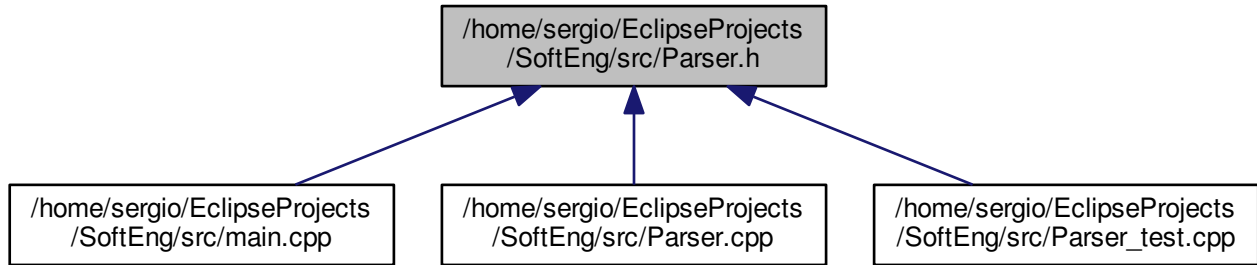 /home/sergio/EclipseProjects
/SoftEng/src/Parser.h
/home/sergio/EclipseProjects
/SoftEng/src/main.cpp
/home/sergio/EclipseProjects
/SoftEng/src/Parser.cpp
/home/sergio/EclipseProjects
/SoftEng/src/Parser_test.cpp